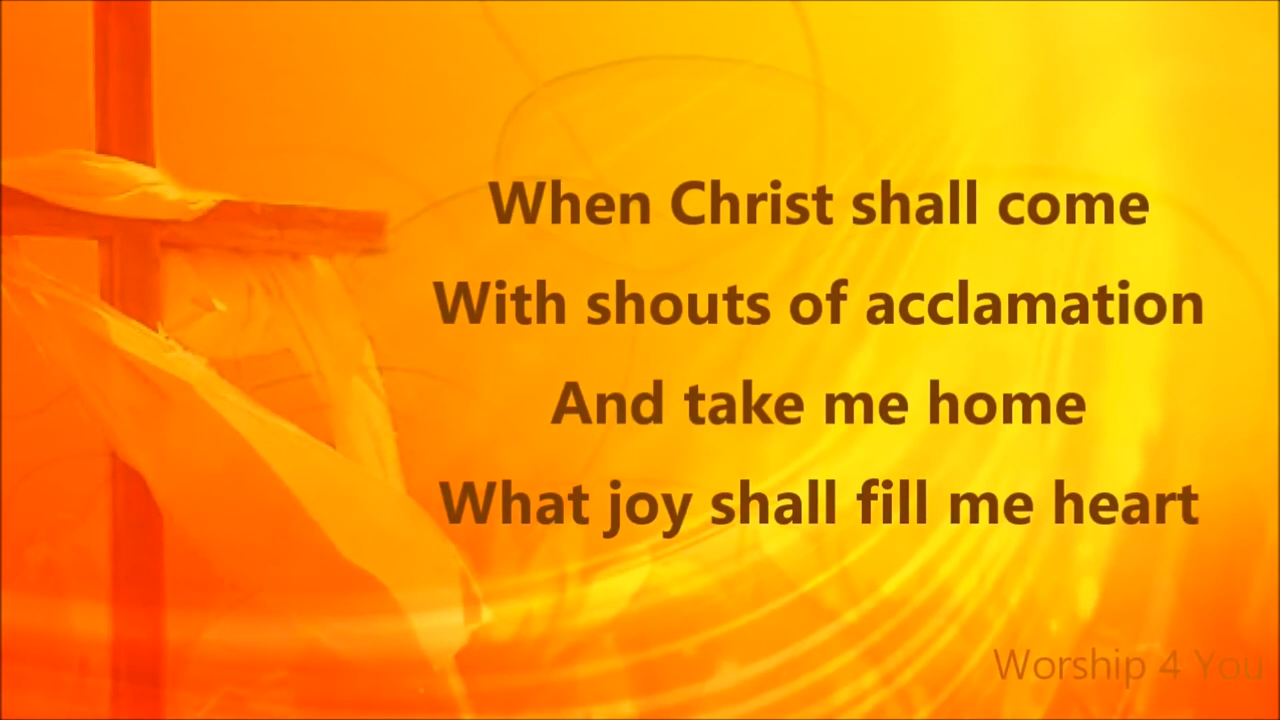 When Christ shall come
With shouts of acclamation
And take me home
What joy shall fill me heart
Worship 4 You